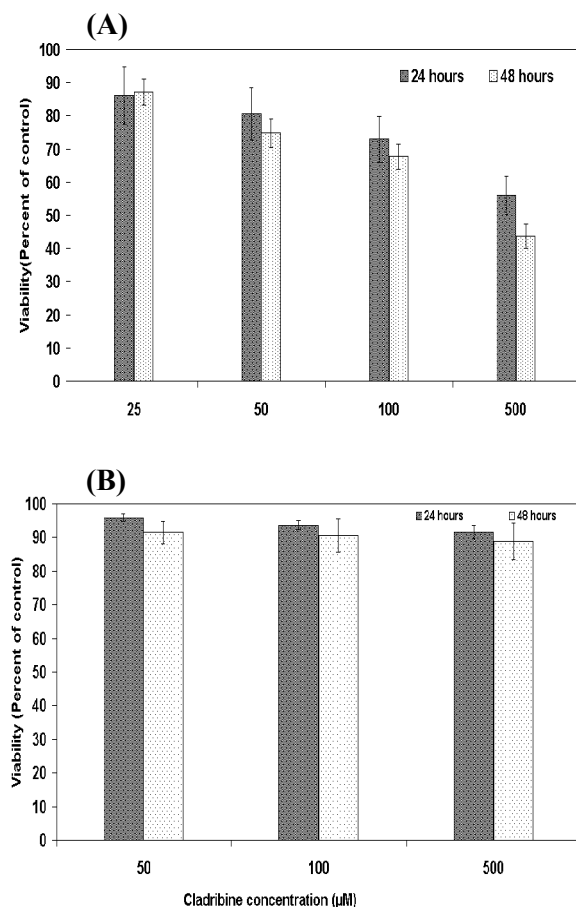 (A)
100
90
80
70
60
50
40
30
20
10
0
Viability(Percent of control)
24 hours 48 hours
25 50 100 500
(B)
100
90
80
70
60
50
40
30
20
10
0
Viability (Percent of control)
24 hours 48 hours
50 100 500
Cladribine concentration (µM)